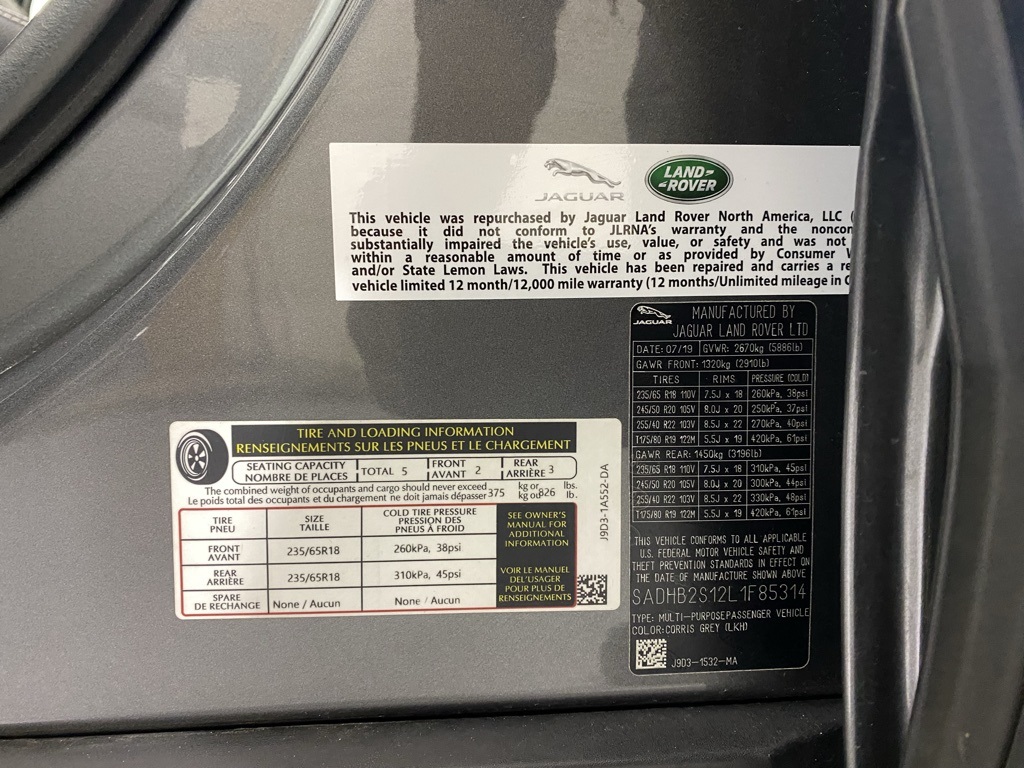 JAGUAR
LAND-
-ROVER
This vehicle was repurchased by Jaguar Land Rover North America, LLC (
because it did not conform to JLRNA's warranty and the noncon
substantially impaired the vehicle's use, value, or safety and was not
within a reasonable amount of time or as provided by Consumer
and/or State Lemon Laws. This vehicle has been repaired and carries a re
vehicle limited 12 month/12,000 mile warranty (12 months/Unlimited mileage in
JAGUAR
MANUFACTURED BY
JAGUAR LAND ROVER LTD
DATE: 07/19 GVWR: 2670kg (5886lb)
GAWR FRONT: 1320kg (2910lb)
TIRES RIMS PRESSURE (COLD)
235/65 R18 110V 7.5J x 18 260kPa, 38psi
245/50 R20 105V 8.0J x 20 250kPa, 37psi
255/40 R22 103V 8.5J x 22 270kPa, 40psi
T175/80 R19 122M 5.5J x 19 420kPa, 61psi
GAWR REAR: 1450kg (3196lb)
235/65 R18 110V 7.5J x 18 310kPa, 45psi
245/50 R20 105V 8.0J x 20 300kPa, 44psi
255/40 R22 103V 8.5J x 22 330kPa, 48psi
T175/80 R19 122M 5.5J x 19 420kPa, 61psi
THIS VEHICLE CONFORMS TO ALL APPLICABLE
U.S. FEDERAL MOTOR VEHICLE SAFETY AND
THEFT PREVENTION STANDARDS IN EFFECT ON
THE DATE OF MANUFACTURE SHOWN ABOVE
SADHB2S12L1F85314
TYPE: MULTI-PURPOSE PASSENGER VEHICLE
COLOR: CORRIS GREY (LKH)
J9D3-1532-MA
TIRE AND LOADING INFORMATION
RENSEIGNEMENTS SUR LES PNEUS ET LE CHARGEMENT
SEATING CAPACITY
NOMBRE DE PLACES
TOTAL 5
FRONT
AVANT 2
REAR
ARRIÈRE 3
The combined weight of occupants and cargo should never exceed 375 kg or 826 lbs.
Le poids total des occupants et du chargement ne doit jamais dépasser kg or lb.
TIRE
PNEU
SIZE
TAILLE
COLD TIRE PRESSURE
PRESSION DES
PNEUS À FROID
FRONT
AVANT
235/65R18
260kPa, 38psi
REAR
ARRIÈRE
235/65R18
310kPa, 45psi
SPARE
DE RECHANGE
None / Aucun
None / Aucun
SEE OWNER'S
MANUAL FOR
ADDITIONAL
INFORMATION
VOIR LE MANUEL
DEL'USAGER
POUR PLUS DE
RENSEIGNEMENTS
J9D3-1A552-DA